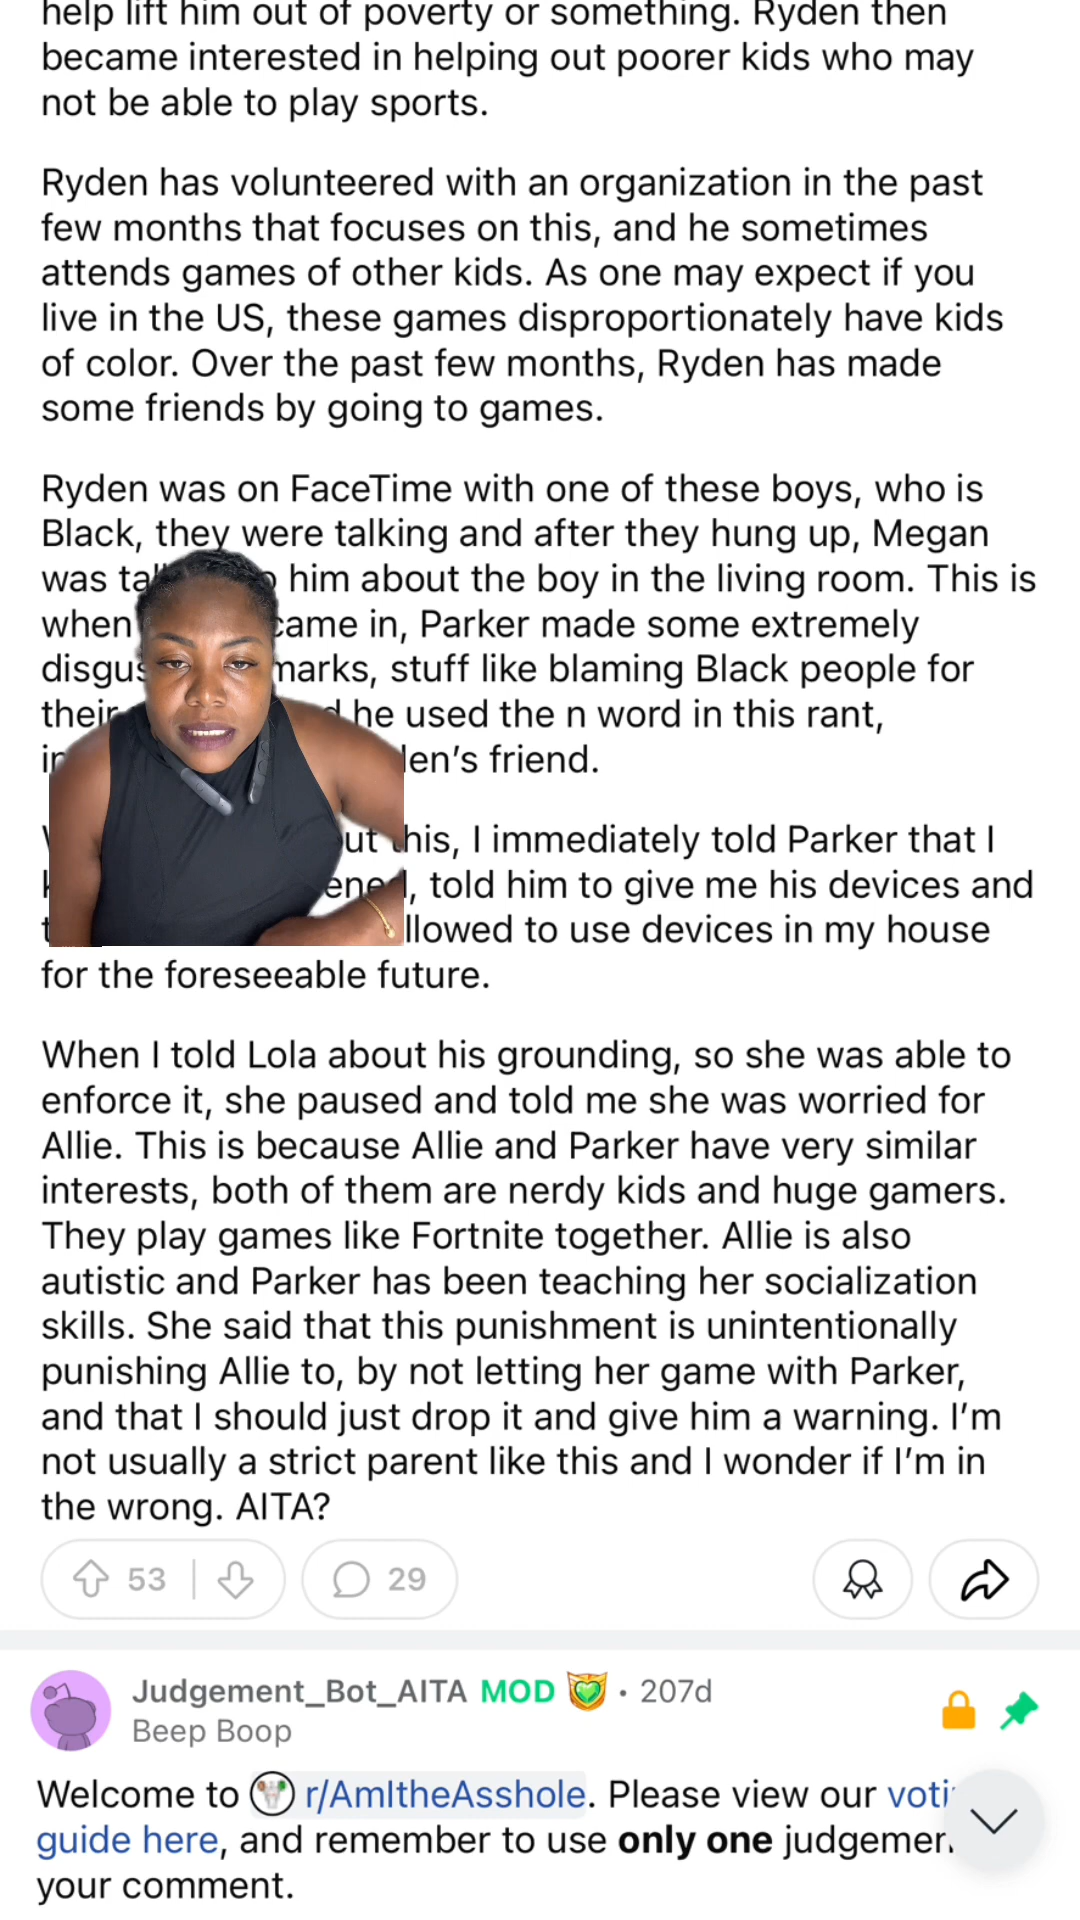 help lift him out of poverty or something. Ryden then
became interested in helping out poorer kids who may
not be able to play sports.
Ryden has volunteered with an organization in the past
few months that focuses on this, and he sometimes
attends games of other kids. As one may expect if you
live in the US, these games disproportionately have kids
of color. Over the past few months, Ryden has made
some friends by going to games.
Ryden was on FaceTime with one of these boys, who is
Black, they were talking and after they hung up, Megan
was him about the boy in the living room. This is
when came in, Parker made some extremely
stuff like blaming Black people for
their he used the n word in this rant,
friend.
this, I immediately told Parker that I
told him to give me his devices and
to use devices in my house
for the foreseeable future.
When I told Lola about his grounding, so she was able to
enforce it, she paused and told me she was worried for
Allie. This is because Allie and Parker have very similar
interests, both of them are nerdy kids and huge gamers.
They play games like Fortnite together. Allie is also
autistic and Parker has been teaching her socialization
skills. She said that this punishment is unintentionally
punishing Allie to, by not letting her game with Parker,
and that I should just drop it and give him a warning. I'm
not usually a strict parent like this and I wonder if I'm in
the wrong. AITA?
53 29
Judgement_Bot_AITA MOD • 207d
Beep Boop
Welcome to r/AmItheAsshole. Please view our
guide here, and remember to use only one
your comment.